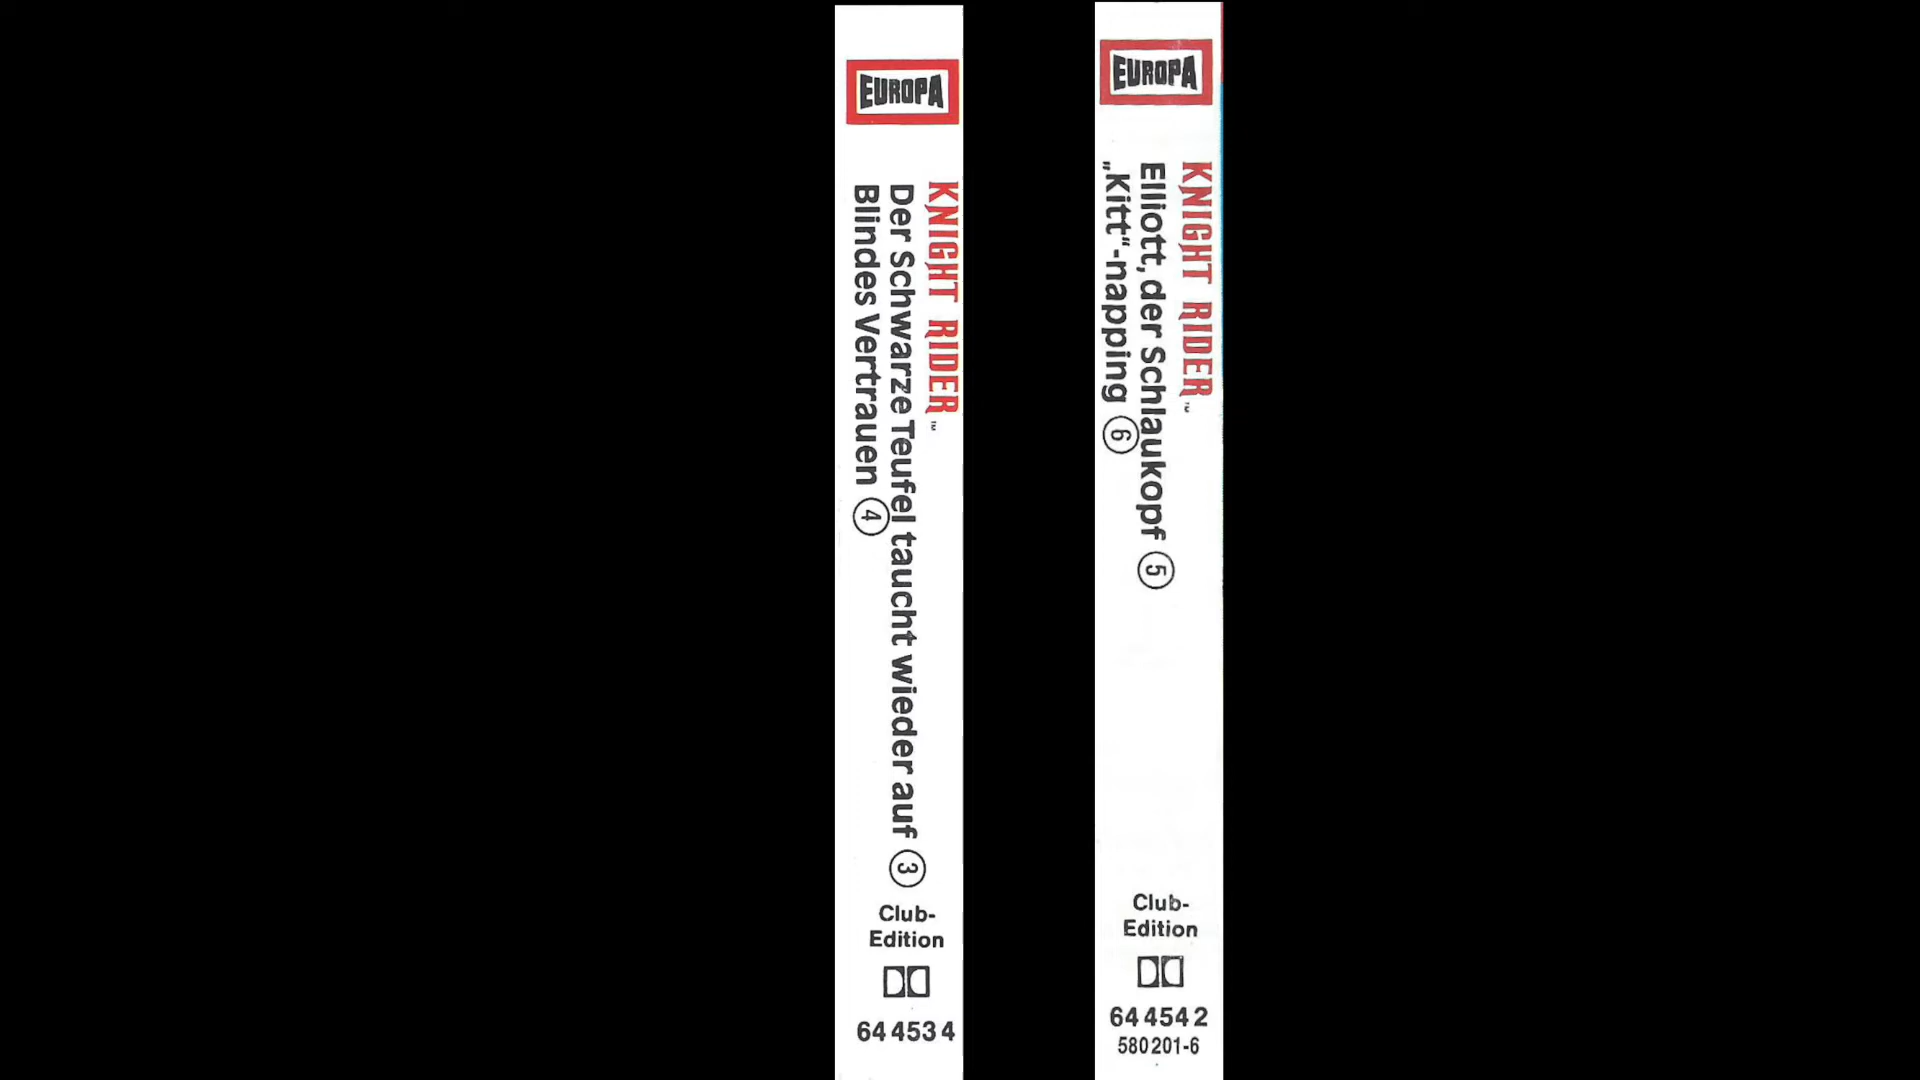 EUROPA
KNIGHT RIDER™
Der Schwarze Teufel taucht wieder auf ③
Blindes Vertrauen ④
Club-
Edition
64 453 4
EUROPA
KNIGHT RIDER™
Elliott, der Schlaukopf ⑤
„Kitt“-napping ⑥
Club-
Edition
64 454 2
580 201-6